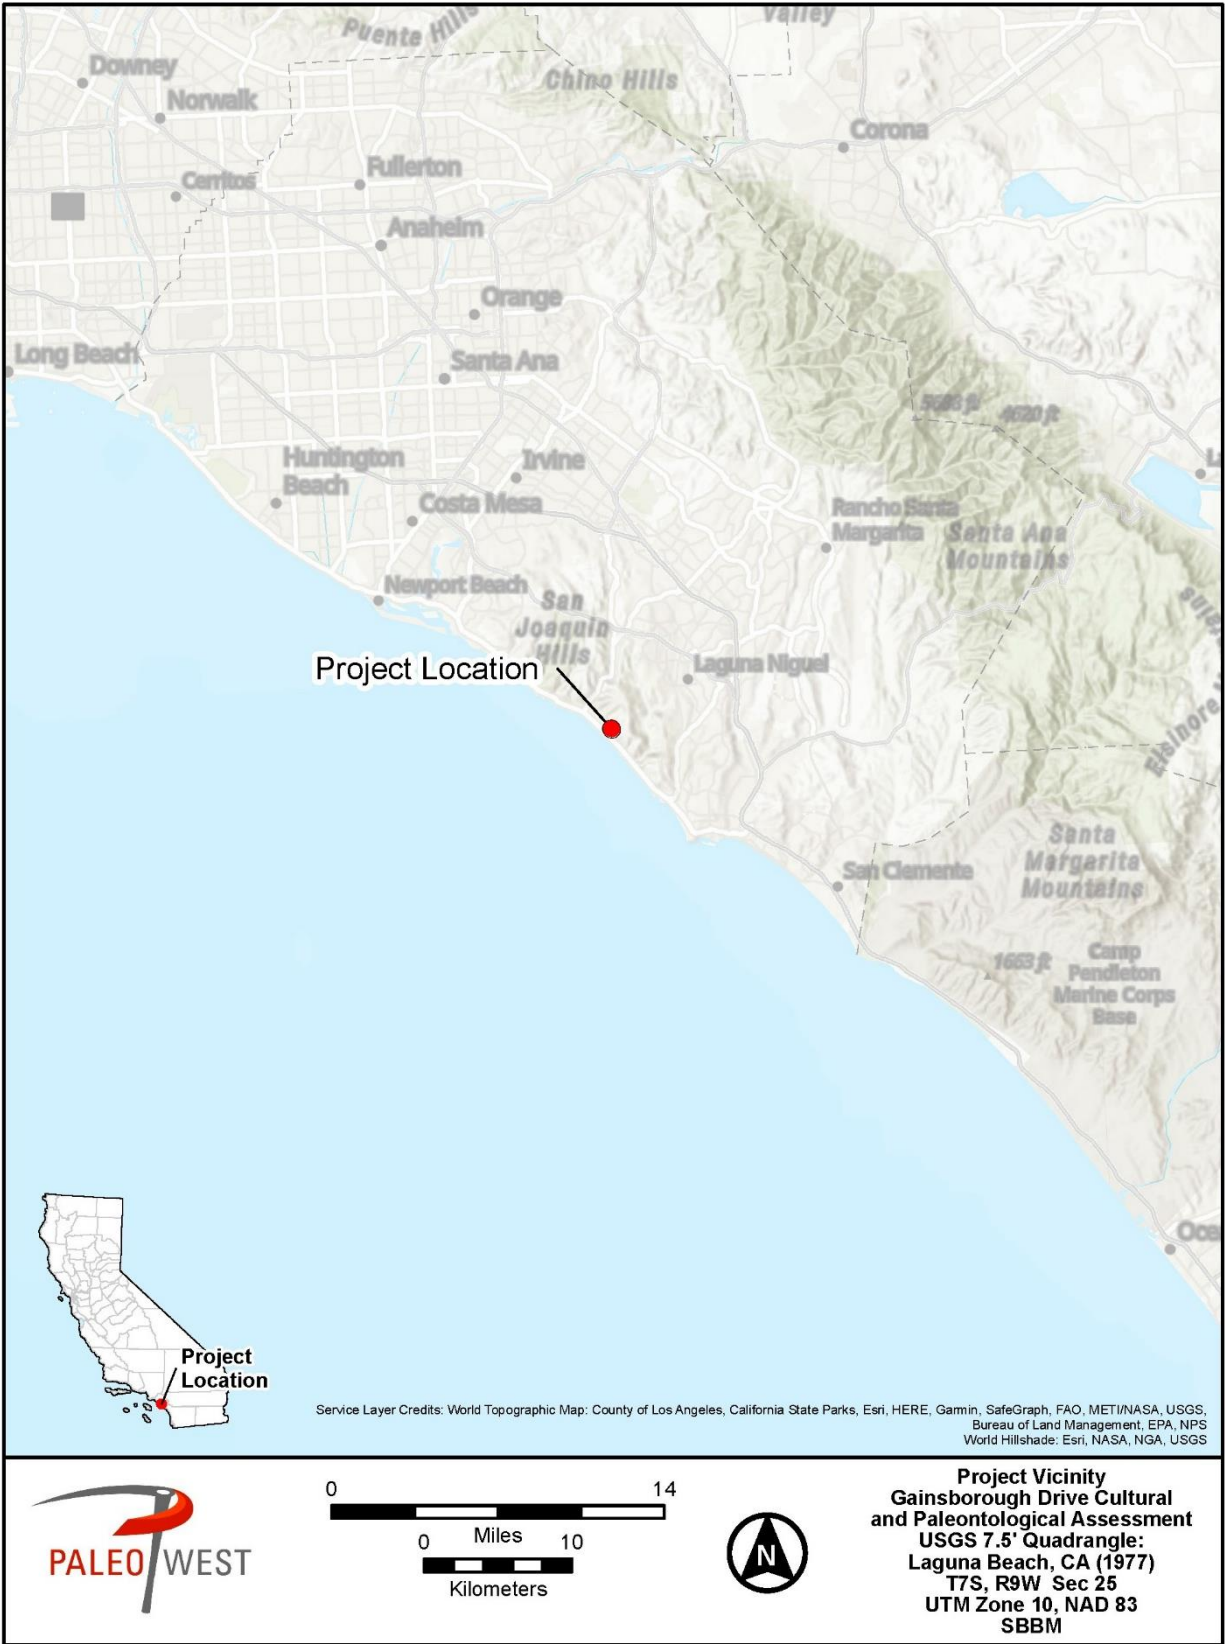 Puente Hills
Valley
Downey
Chino Hills
Norwalk
Corona
Fullerton
Cerritos
Anaheim
Orange
Long Beach
Santa Ana
4620 ft
Huntington
Beach
Irvine
Costa Mesa
Rancho Santa
Margarita
Santa Ana
Mountains
Newport Beach
San
Joaquin
Hills
Project Location
Laguna Niguel
Elsinore
Santa
Margarita
Mountains
San Clemente
1663 ft
Camp
Pendleton
Marine Corps
Base
Project
Location
Service Layer Credits: World Topographic Map: County of Los Angeles, California State Parks, Esri, HERE, Garmin, SafeGraph, FAO, METI/NASA, USGS,
Bureau of Land Management, EPA, NPS
World Hillshade: Esri, NASA, NGA, USGS
PALEO WEST
0 14
Miles
0 10
Kilometers
N
Project Vicinity
Gainsborough Drive Cultural
and Paleontological Assessment
USGS 7.5' Quadrangle:
Laguna Beach, CA (1977)
T7S, R9W Sec 25
UTM Zone 10, NAD 83
SBBM